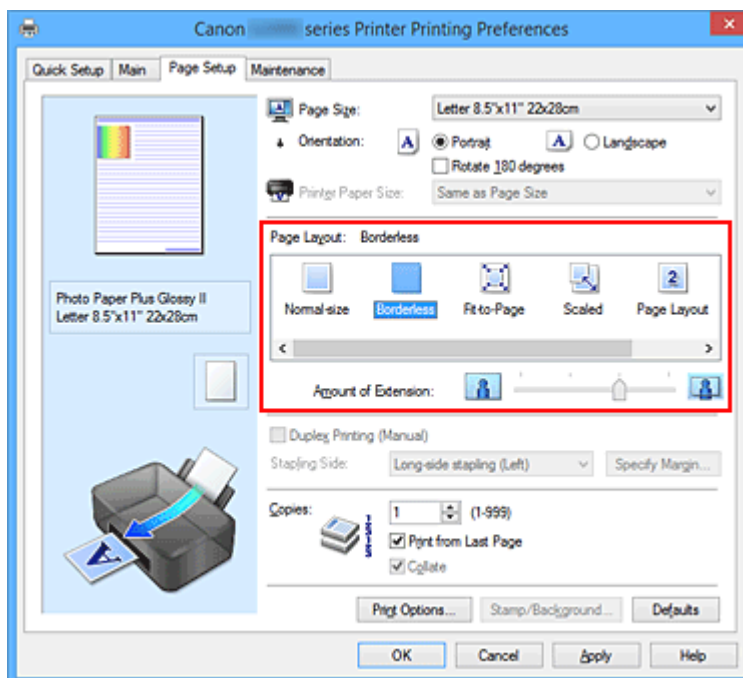 Canon series Printer Printing Preferences
Quick Setup Main Page Setup Maintenance
Page Size: Letter 8.5"x11" 22x28cm
Orientation: A Portrait A Landscape
Rotate 180 degrees
Printer Paper Size: Same as Page Size
Page Layout: Borderless
Normal-size Borderless Fit-to-Page Scaled 2 Page Layout
Photo Paper Plus Glossy II
Letter 8.5"x11" 22x28cm
Amount of Extension:
Duplex Printing (Manual)
Stapling Side: Long-side stapling (Left) Specify Margin...
Copies: 1 (1-999)
Print from Last Page
Collate
A
Print Options... Stamp/Background... Defaults
OK Cancel Apply Help